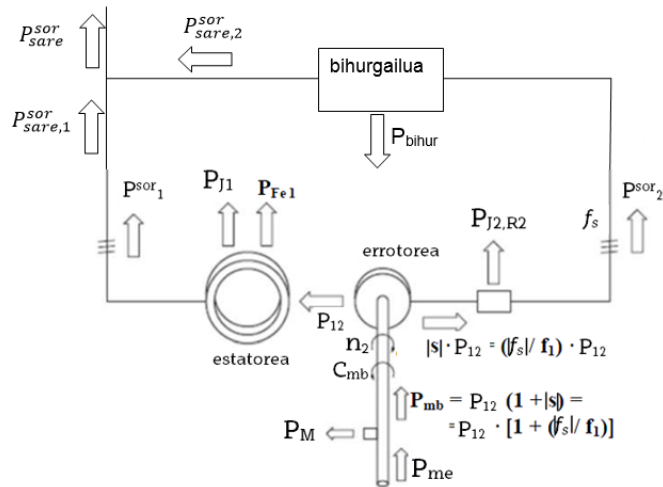 P^sor_sare
P^sor_sare,2
bihurgailua
P^sor_sare,1
P_bihur
P^sor_1
P_J1
P_Fe1
P_J2,R2
f_s
P^sor_2
errotorea
P_12
estatorea
n_2
|s|·P_12 = (|f_s|/ f_1) · P_12
C_mb
P_mb = P_12 (1 +|s|) =
= P_12 · [1 + (|f_s|/ f_1)]
P_M
P_me